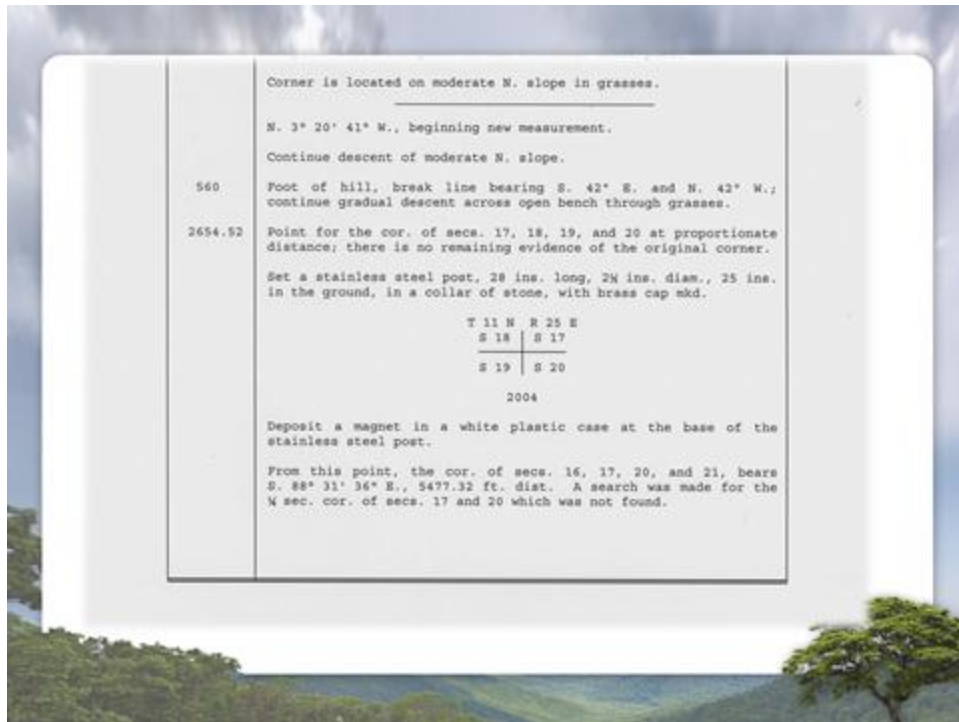 Corner is located on moderate N. slope in grasses.
N. 3° 20' 41" W., beginning new measurement.
Continue descent of moderate N. slope.
560 Foot of hill, break line bearing S. 42° E. and N. 42° W.;
continue gradual descent across open bench through grasses.
2654.52 Point for the cor. of secs. 17, 18, 19, and 20 at proportionate
distance; there is no remaining evidence of the original corner.
Set a stainless steel post, 28 ins. long, 2½ ins. diam., 25 ins.
in the ground, in a collar of stone, with brass cap mkd.
T 11 N R 25 E
S 18 S 17
S 19 S 20
2004
Deposit a magnet in a white plastic case at the base of the
stainless steel post.
From this point, the cor. of secs. 16, 17, 20, and 21, bears
S. 88° 31' 36" E., 5477.32 ft. dist. A search was made for the
¼ sec. cor. of secs. 17 and 20 which was not found.